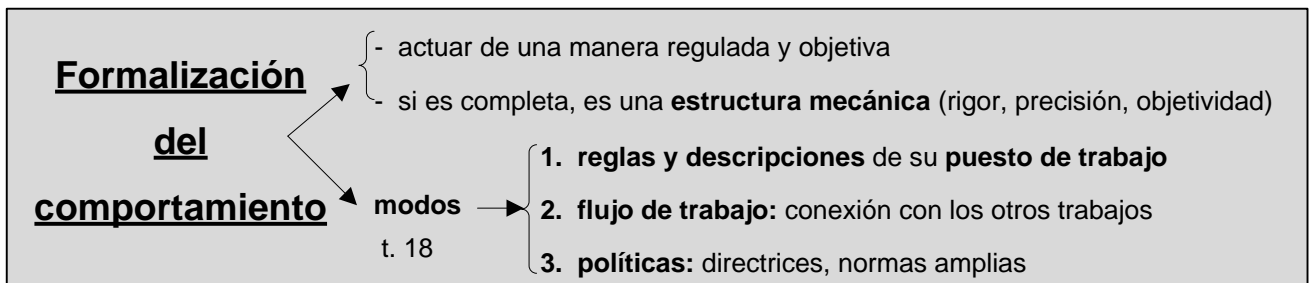 Formalización
del
comportamiento
- actuar de una manera regulada y objetiva
- si es completa, es una estructura mecánica (rigor, precisión, objetividad)
modos
t. 18
1. reglas y descripciones de su puesto de trabajo
2. flujo de trabajo: conexión con los otros trabajos
3. políticas: directrices, normas amplias